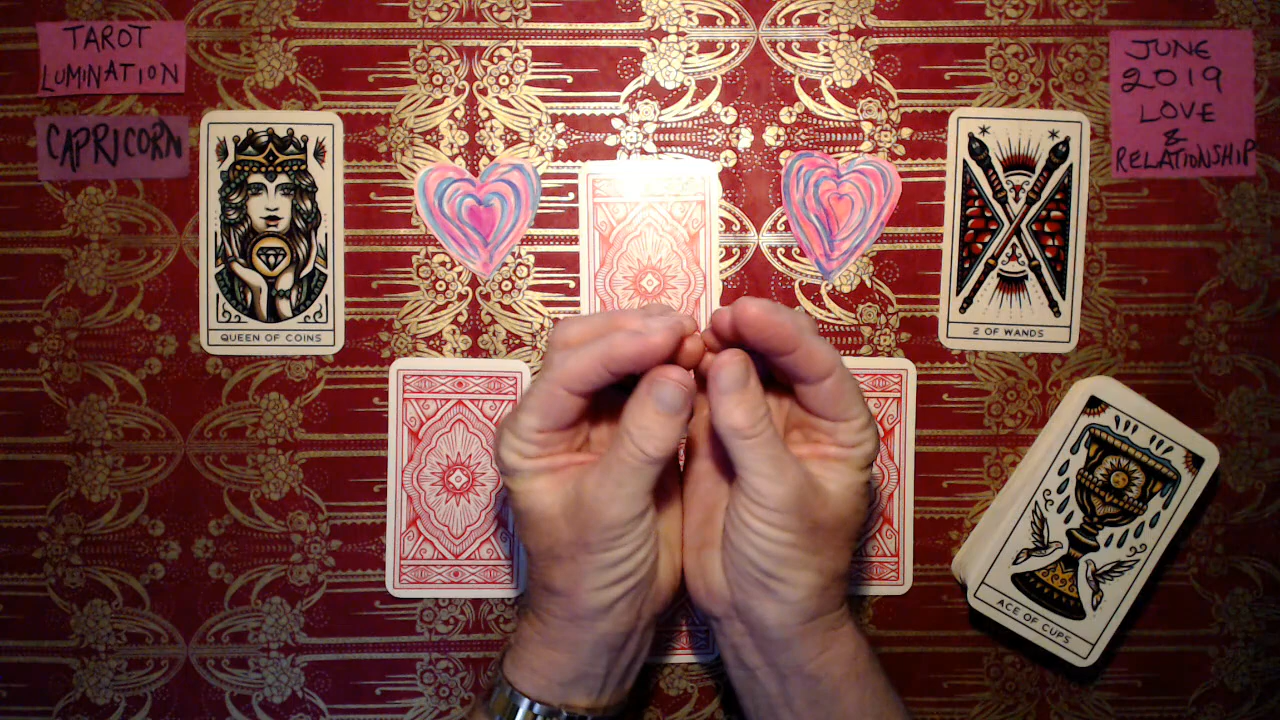 TAROT
LUMINATION
CAPRICORN
JUNE
2019
LOVE
&
RELATIONSHIP
QUEEN OF COINS
2 OF WANDS
ACE OF CUPS